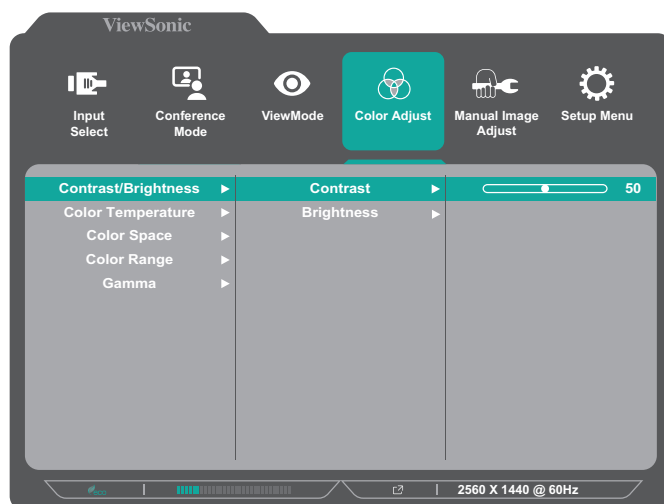 ViewSonic
Input Select
Conference Mode
ViewMode
Color Adjust
Manual Image Adjust
Setup Menu
Contrast/Brightness
Contrast
50
Color Temperature
Brightness
Color Space
Color Range
Gamma
eco
2560 X 1440 @ 60Hz